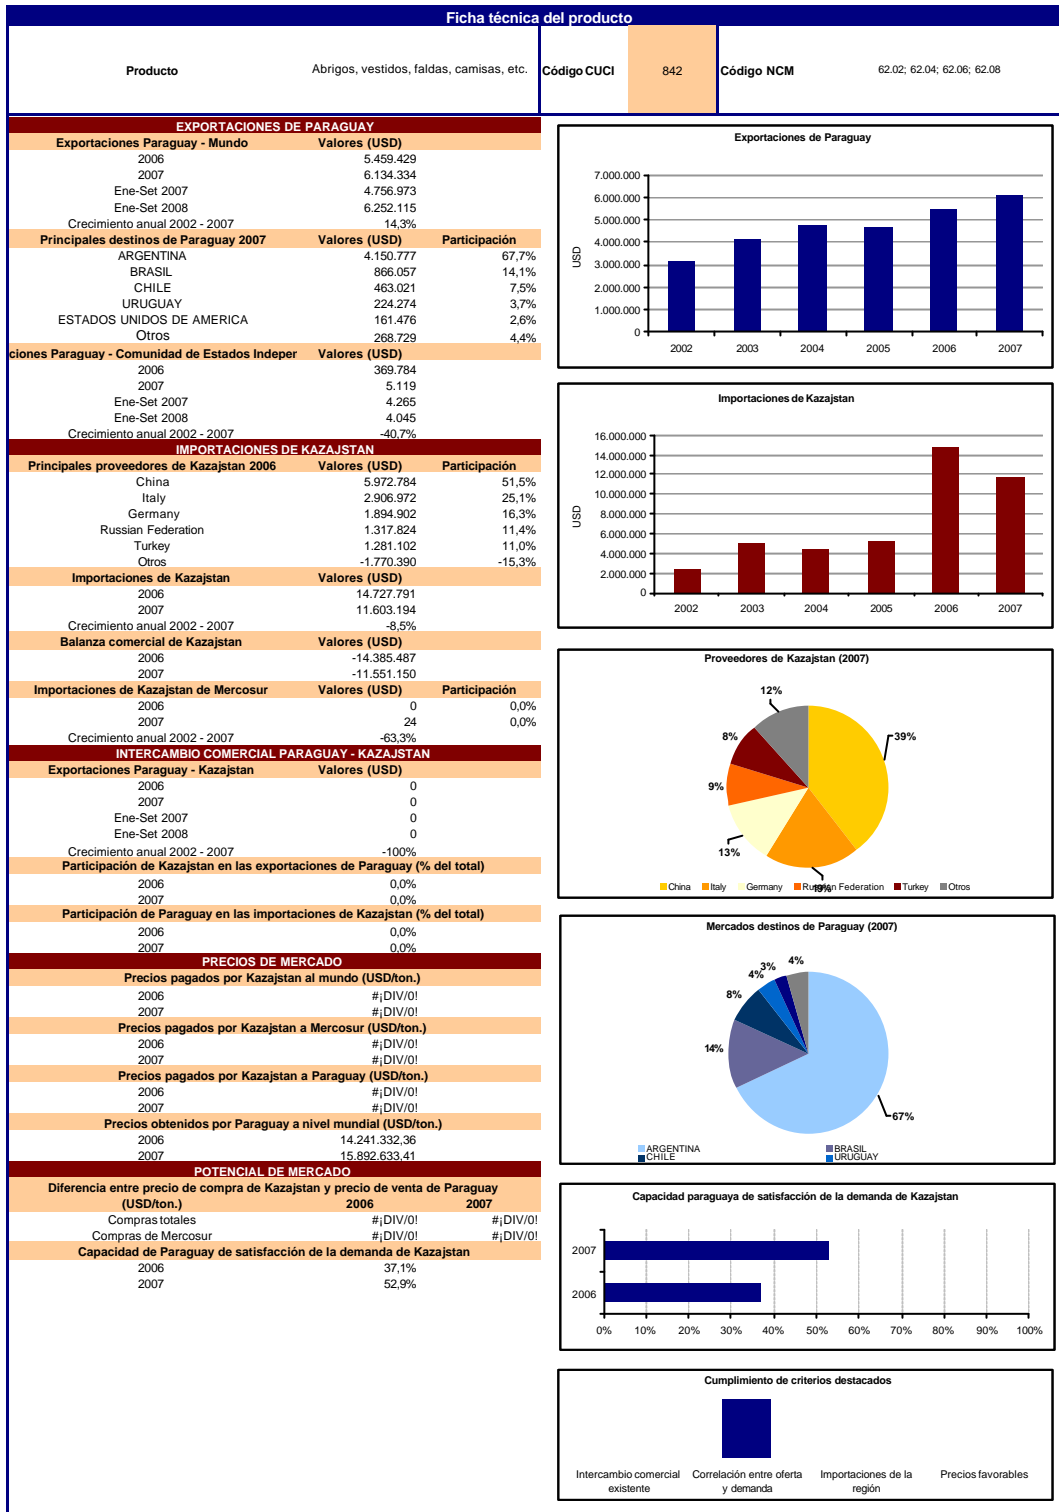 Ficha técnica del producto
Producto Abrigos, vestidos, faldas, camisas, etc. Código CUCI 842 Código NCM 62.02; 62.04; 62.06; 62.08
EXPORTACIONES DE PARAGUAY
Exportaciones Paraguay - Mundo Valores (USD)
2006 5.459.429
2007 6.134.334
Ene-Set 2007 4.756.973
Ene-Set 2008 6.252.115
Crecimiento anual 2002 - 2007 14,3%
Principales destinos de Paraguay 2007 Valores (USD) Participación
ARGENTINA 4.150.777 67,7%
BRASIL 866.057 14,1%
CHILE 463.021 7,5%
URUGUAY 224.274 3,7%
ESTADOS UNIDOS DE AMERICA 161.476 2,6%
Otros 268.729 4,4%
ciones Paraguay - Comunidad de Estados Indeper Valores (USD)
2006 369.784
2007 5.119
Ene-Set 2007 4.265
Ene-Set 2008 4.045
Crecimiento anual 2002 - 2007 -40,7%
IMPORTACIONES DE KAZAJSTAN
Principales proveedores de Kazajstan 2006 Valores (USD) Participación
China 5.972.784 51,5%
Italy 2.906.972 25,1%
Germany 1.894.902 16,3%
Russian Federation 1.317.824 11,4%
Turkey 1.281.102 11,0%
Otros -1.770.390 -15,3%
Importaciones de Kazajstan Valores (USD)
2006 14.727.791
2007 11.603.194
Crecimiento anual 2002 - 2007 -8,5%
Balanza comercial de Kazajstan Valores (USD)
2006 -14.385.487
2007 -11.551.150
Importaciones de Kazajstan de Mercosur Valores (USD) Participación
2006 0 0,0%
2007 24 0,0%
Crecimiento anual 2002 - 2007 -63,3%
INTERCAMBIO COMERCIAL PARAGUAY - KAZAJSTAN
Exportaciones Paraguay - Kazajstan Valores (USD)
2006 0
2007 0
Ene-Set 2007 0
Ene-Set 2008 0
Crecimiento anual 2002 - 2007 -100%
Participación de Kazajstan en las exportaciones de Paraguay (% del total)
2006 0,0%
2007 0,0%
Participación de Paraguay en las importaciones de Kazajstan (% del total)
2006 0,0%
2007 0,0%
PRECIOS DE MERCADO
Precios pagados por Kazajstan al mundo (USD/ton.)
2006 #¡DIV/0!
2007 #¡DIV/0!
Precios pagados por Kazajstan a Mercosur (USD/ton.)
2006 #¡DIV/0!
2007 #¡DIV/0!
Precios pagados por Kazajstan a Paraguay (USD/ton.)
2006 #¡DIV/0!
2007 #¡DIV/0!
Precios obtenidos por Paraguay a nivel mundial (USD/ton.)
2006 14.241.332,36
2007 15.892.633,41
POTENCIAL DE MERCADO
Diferencia entre precio de compra de Kazajstan y precio de venta de Paraguay
(USD/ton.) 2006 2007
Compras totales #¡DIV/0! #¡DIV/0!
Compras de Mercosur #¡DIV/0! #¡DIV/0!
Capacidad de Paraguay de satisfacción de la demanda de Kazajstan
2006 37,1%
2007 52,9%
Exportaciones de Paraguay
7.000.000
6.000.000
5.000.000
4.000.000
3.000.000
2.000.000
1.000.000
0
USD
2002 2003 2004 2005 2006 2007
Importaciones de Kazajstan
16.000.000
14.000.000
12.000.000
10.000.000
8.000.000
6.000.000
4.000.000
2.000.000
0
USD
2002 2003 2004 2005 2006 2007
Proveedores de Kazajstan (2007)
12%
39%
8%
9%
13%
19%
China Italy Germany Russian Federation Turkey Otros
Mercados destinos de Paraguay (2007)
4%
3%
4%
8%
14%
67%
ARGENTINA BRASIL
CHILE URUGUAY
Capacidad paraguaya de satisfacción de la demanda de Kazajstan
2007
2006
0% 10% 20% 30% 40% 50% 60% 70% 80% 90% 100%
Cumplimiento de criterios destacados
Intercambio comercial Correlación entre oferta Importaciones de la Precios favorables
existente y demanda región